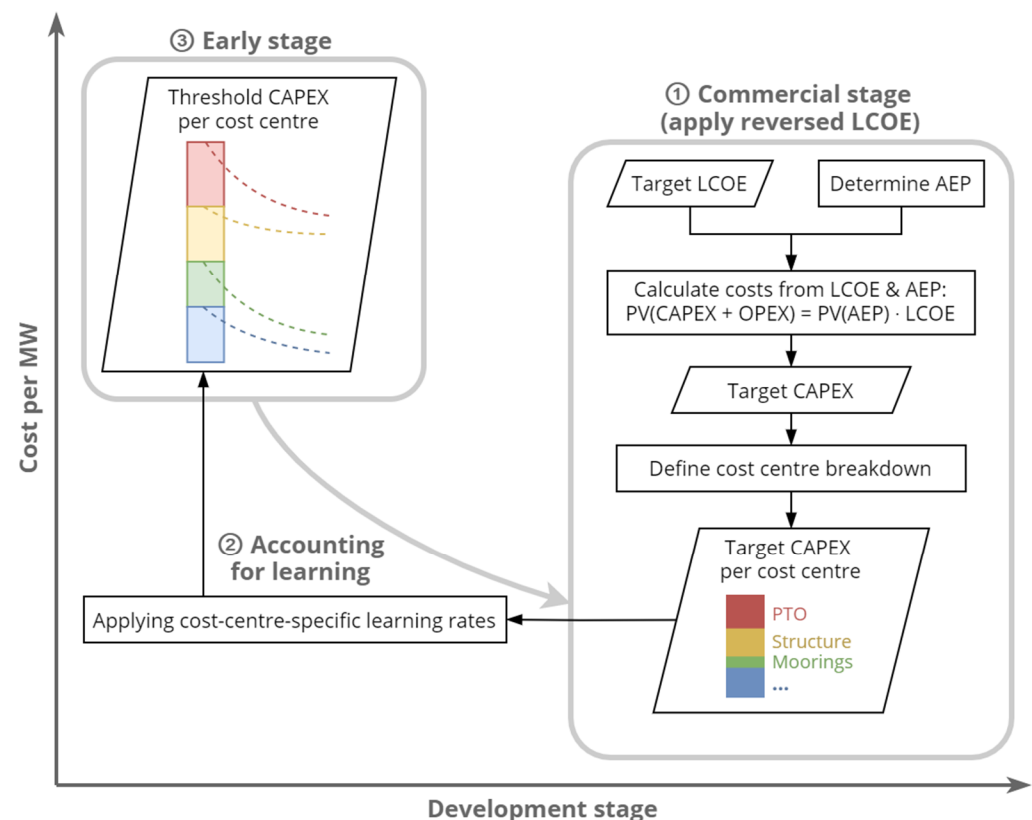 ③ Early stage
Threshold CAPEX
per cost centre
① Commercial stage
(apply reversed LCOE)
Target LCOE
Determine AEP
Calculate costs from LCOE & AEP:
PV(CAPEX + OPEX) = PV(AEP) · LCOE
Target CAPEX
Define cost centre breakdown
Target CAPEX
per cost centre
PTO
Structure
Moorings
...
② Accounting
for learning
Applying cost-centre-specific learning rates
Cost per MW
Development stage